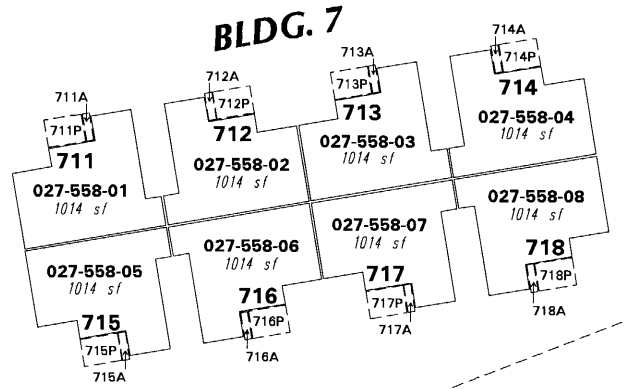 BLDG. 7
711A
711P
711
027-558-01
1014 sf
712A
712P
712
027-558-02
1014 sf
713A
713P
713
027-558-03
1014 sf
714A
714P
714
027-558-04
1014 sf
027-558-05
1014 sf
715
715P
715A
027-558-06
1014 sf
716
716P
716A
027-558-07
1014 sf
717
717P
717A
027-558-08
1014 sf
718
718P
718A